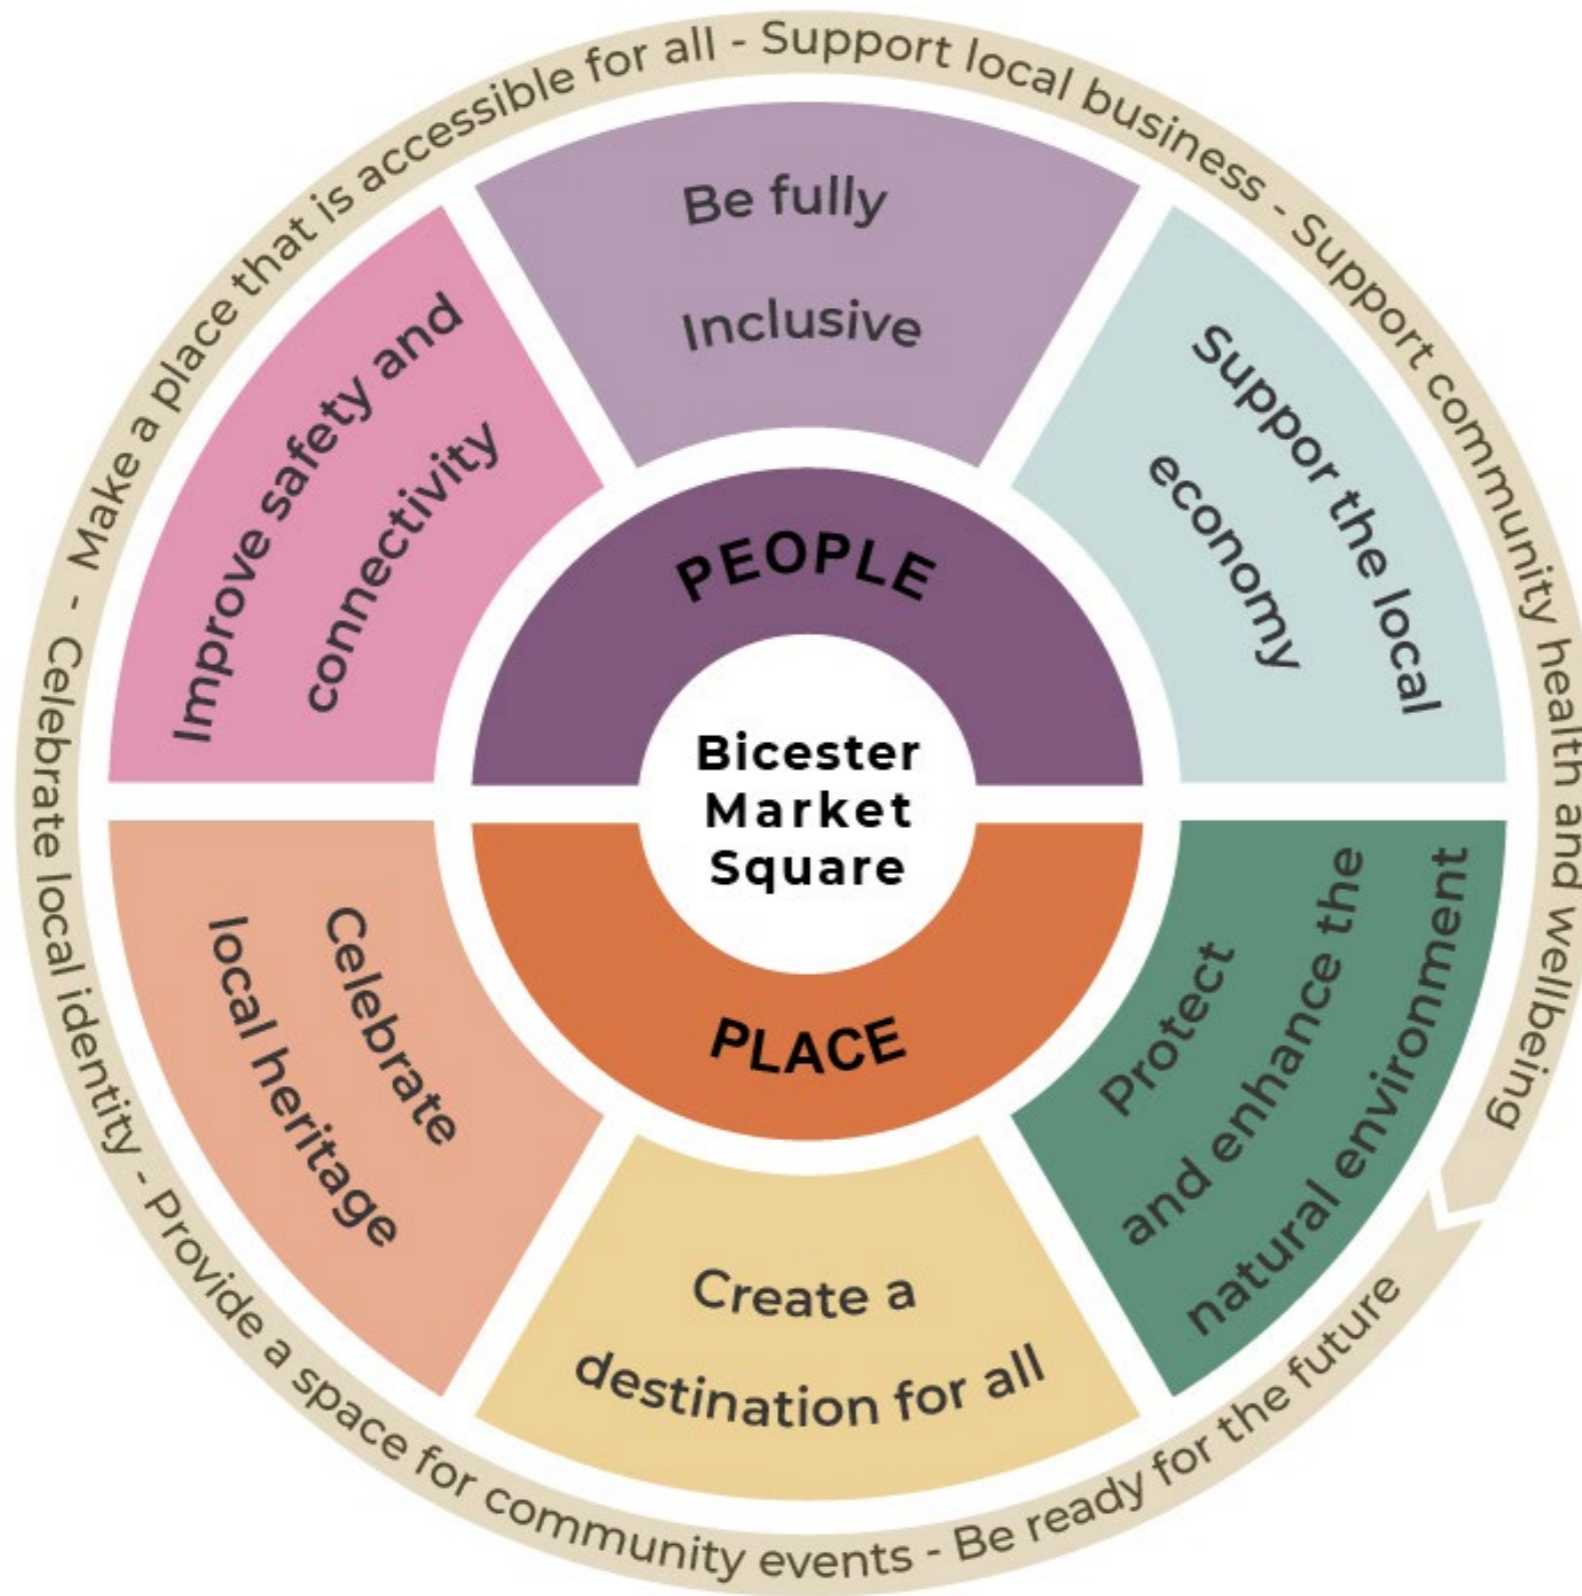 Make a place that is accessible for all - Support local business - Support community health and wellbeing
Be fully
Inclusive
Suppor the local
economy
Protect
and enhance the
natural environment
Create a
destination for all
Celebrate
local heritage
Improve safety and
connectivity
PEOPLE
Bicester
Market
Square
PLACE
Celebrate local identity - Provide a space for community events - Be ready for the future